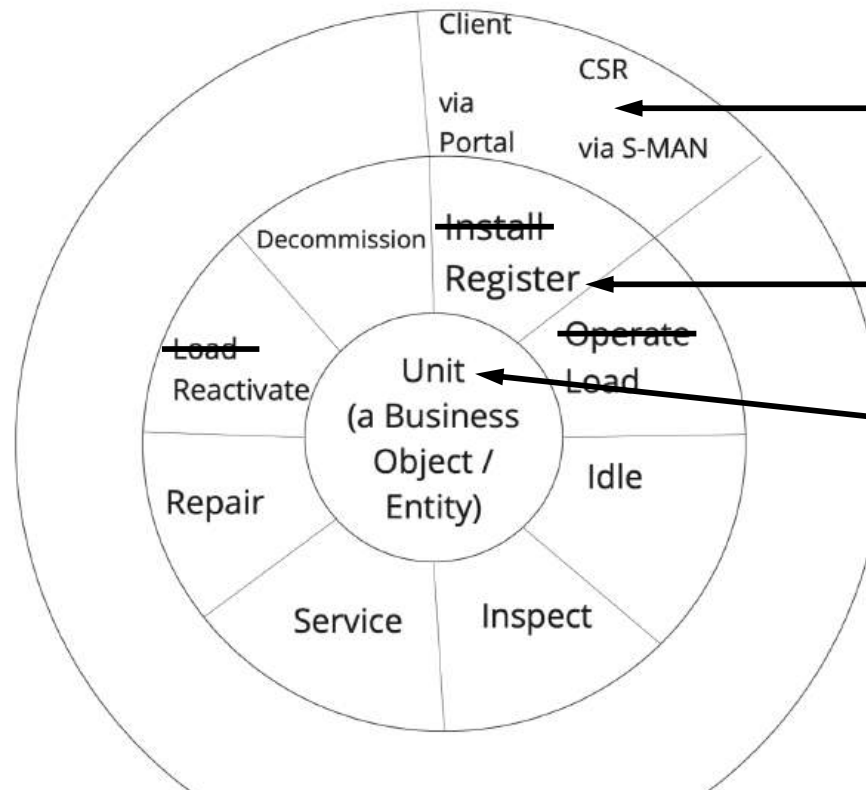 Client
CSR
via
Portal
via S-MAN
Decommission
Install
Register
Operate
Load
Load
Reactivate
Unit
(a Business
Object /
Entity)
Idle
Repair
Service
Inspect